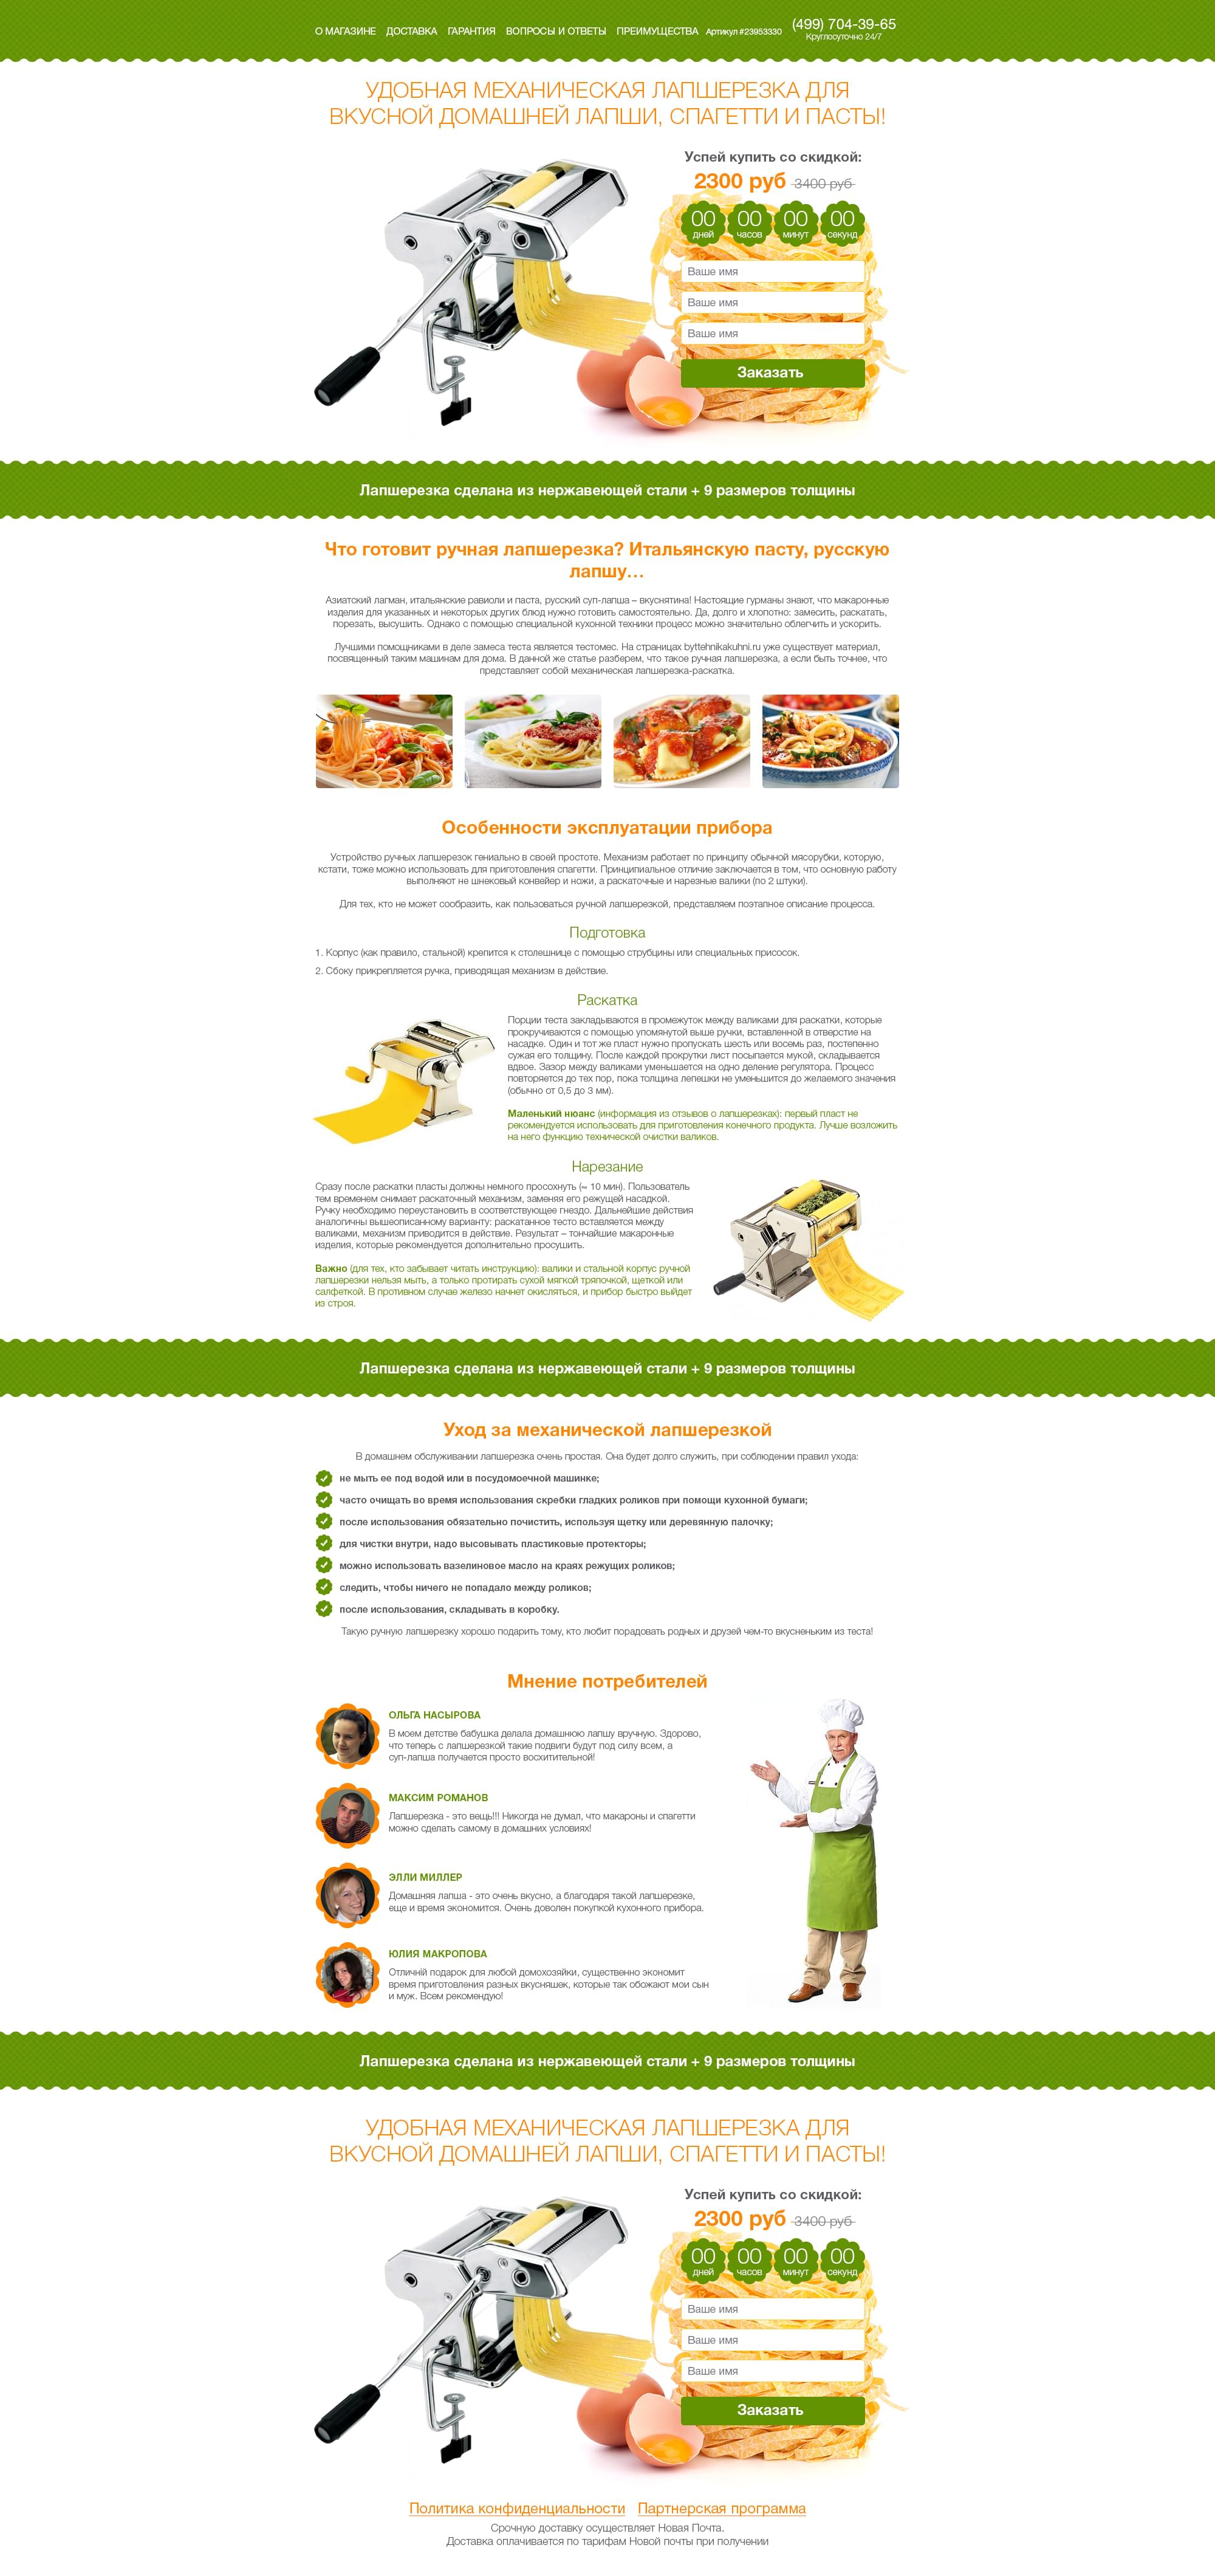 О МАГАЗИНЕ ДОСТАВКА ГАРАНТИЯ ВОПРОСЫ И ОТВЕТЫ ПРЕИМУЩЕСТВА Артикул #23953330
(499) 704-39-65
Круглосуточно 24/7
УДОБНАЯ МЕХАНИЧЕСКАЯ ЛАПШЕРЕЗКА ДЛЯ
ВКУСНОЙ ДОМАШНЕЙ ЛАПШИ, СПАГЕТТИ И ПАСТЫ!
Успей купить со скидкой:
2300 руб 3400 руб
00 00 00 00
дней часов минут секунд
Ваше имя
Ваше имя
Ваше имя
Заказать
Лапшерезка сделана из нержавеющей стали + 9 размеров толщины
Что готовит ручная лапшерезка? Итальянскую пасту, русскую
лапшу…
Азиатский лагман, итальянские равиоли и паста, русский суп-лапша – вкуснятина! Настоящие гурманы знают, что макаронные
изделия для указанных и некоторых других блюд нужно готовить самостоятельно. Да, долго и хлопотно: замесить, раскатать,
порезать, высушить. Однако с помощью специальной кухонной техники процесс можно значительно облегчить и ускорить.
Лучшими помощниками в деле замеса теста является тестомес. На страницах byttehnikakuhni.ru уже существует материал,
посвященный таким машинам для дома. В данной же статье разберем, что такое ручная лапшерезка, а если быть точнее, что
представляет собой механическая лапшерезка-раскатка.
Особенности эксплуатации прибора
Устройство ручных лапшерезок гениально в своей простоте. Механизм работает по принципу обычной мясорубки, которую,
кстати, тоже можно использовать для приготовления спагетти. Принципиальное отличие заключается в том, что основную работу
выполняют не шнековый конвейер и ножи, а раскаточные и нарезные валики (по 2 штуки).
Для тех, кто не может сообразить, как пользоваться ручной лапшерезкой, представляем поэтапное описание процесса.
Подготовка
1. Корпус (как правило, стальной) крепится к столешнице с помощью струбцины или специальных присосок.
2. Сбоку прикрепляется ручка, приводящая механизм в действие.
Раскатка
Порции теста закладываются в промежуток между валиками для раскатки, которые
прокручиваются с помощью упомянутой выше ручки, вставленной в отверстие на
насадке. Один и тот же пласт нужно пропускать шесть или восемь раз, постепенно
сужая его толщину. После каждой прокрутки лист посыпается мукой, складывается
вдвое. Зазор между валиками уменьшается на одно деление регулятора. Процесс
повторяется до тех пор, пока толщина лепешки не уменьшится до желаемого значения
(обычно от 0,5 до 3 мм).
Маленький нюанс (информация из отзывов о лапшерезках): первый пласт не
рекомендуется использовать для приготовления конечного продукта. Лучше возложить
на него функцию технической очистки валиков.
Нарезание
Сразу после раскатки пласты должны немного просохнуть (≈ 10 мин). Пользователь
тем временем снимает раскаточный механизм, заменяя его режущей насадкой.
Ручку необходимо переустановить в соответствующее гнездо. Дальнейшие действия
аналогичны вышеописанному варианту: раскатанное тесто вставляется между
валиками, механизм приводится в действие. Результат – тончайшие макаронные
изделия, которые рекомендуется дополнительно просушить.
Важно (для тех, кто забывает читать инструкцию): валики и стальной корпус ручной
лапшерезки нельзя мыть, а только протирать сухой мягкой тряпочкой, щеткой или
салфеткой. В противном случае железо начнет окисляться, и прибор быстро выйдет
из строя.
Лапшерезка сделана из нержавеющей стали + 9 размеров толщины
Уход за механической лапшерезкой
В домашнем обслуживании лапшерезка очень простая. Она будет долго служить, при соблюдении правил ухода:
не мыть ее под водой или в посудомоечной машинке;
часто очищать во время использования скребки гладких роликов при помощи кухонной бумаги;
после использования обязательно почистить, используя щетку или деревянную палочку;
для чистки внутри, надо высовывать пластиковые протекторы;
можно использовать вазелиновое масло на краях режущих роликов;
следить, чтобы ничего не попадало между роликов;
после использования, складывать в коробку.
Такую ручную лапшерезку хорошо подарить тому, кто любит порадовать родных и друзей чем-то вкусненьким из теста!
Мнение потребителей
ОЛЬГА НАСЫРОВА
В моем детстве бабушка делала домашнюю лапшу вручную. Здорово,
что теперь с лапшерезкой такие подвиги будут под силу всем, а
суп-лапша получается просто восхитительной!
МАКСИМ РОМАНОВ
Лапшерезка - это вещь!!! Никогда не думал, что макароны и спагетти
можно сделать самому в домашних условиях!
ЭЛЛИ МИЛЛЕР
Домашняя лапша - это очень вкусно, а благодаря такой лапшерезке,
еще и время экономится. Очень доволен покупкой кухонного прибора.
ЮЛИЯ МАКРОПОВА
Отличній подарок для любой домохозяйки, существенно экономит
время приготовления разных вкусняшек, которые так обожают мои сын
и муж. Всем рекомендую!
Лапшерезка сделана из нержавеющей стали + 9 размеров толщины
УДОБНАЯ МЕХАНИЧЕСКАЯ ЛАПШЕРЕЗКА ДЛЯ
ВКУСНОЙ ДОМАШНЕЙ ЛАПШИ, СПАГЕТТИ И ПАСТЫ!
Успей купить со скидкой:
2300 руб 3400 руб
00 00 00 00
дней часов минут секунд
Ваше имя
Ваше имя
Ваше имя
Заказать
Политика конфиденциальности Партнерская программа
Срочную доставку осуществляет Новая Почта.
Доставка оплачивается по тарифам Новой почты при получении